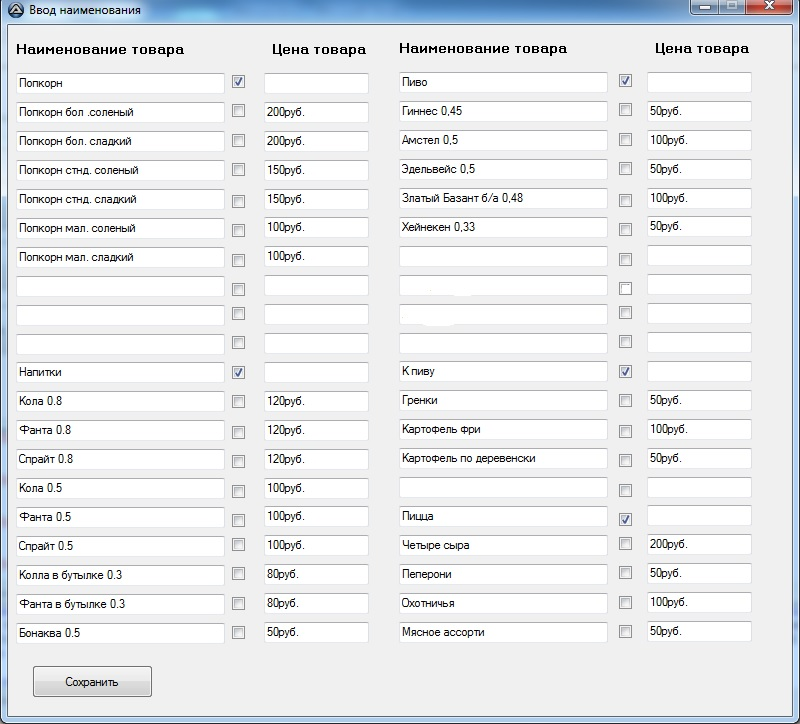 Ввод наименования
Наименование товара Цена товара
Попкорн
Попкорн бол .соленый 200руб.
Попкорн бол. сладкий 200руб.
Попкорн стнд. соленый 150руб.
Попкорн стнд. сладкий 150руб.
Попкорн мал. соленый 100руб.
Попкорн мал. сладкий 100руб.
Напитки
Кола 0.8 120руб.
Фанта 0.8 120руб.
Спрайт 0.8 120руб.
Кола 0.5 100руб.
Фанта 0.5 100руб.
Спрайт 0.5 100руб.
Колла в бутылке 0.3 80руб.
Фанта в бутылке 0.3 80руб.
Бонаква 0.5 50руб.
Наименование товара Цена товара
Пиво
Гиннес 0,45 50руб.
Амстел 0,5 100руб.
Эдельвейс 0,5 50руб.
Златый Базант б/а 0,48 100руб.
Хейнекен 0,33 50руб.
К пиву
Гренки 50руб.
Картофель фри 100руб.
Картофель по деревенски 50руб.
Пицца
Четыре сыра 200руб.
Пеперони 50руб.
Охотничья 100руб.
Мясное ассорти 50руб.
Сохранить